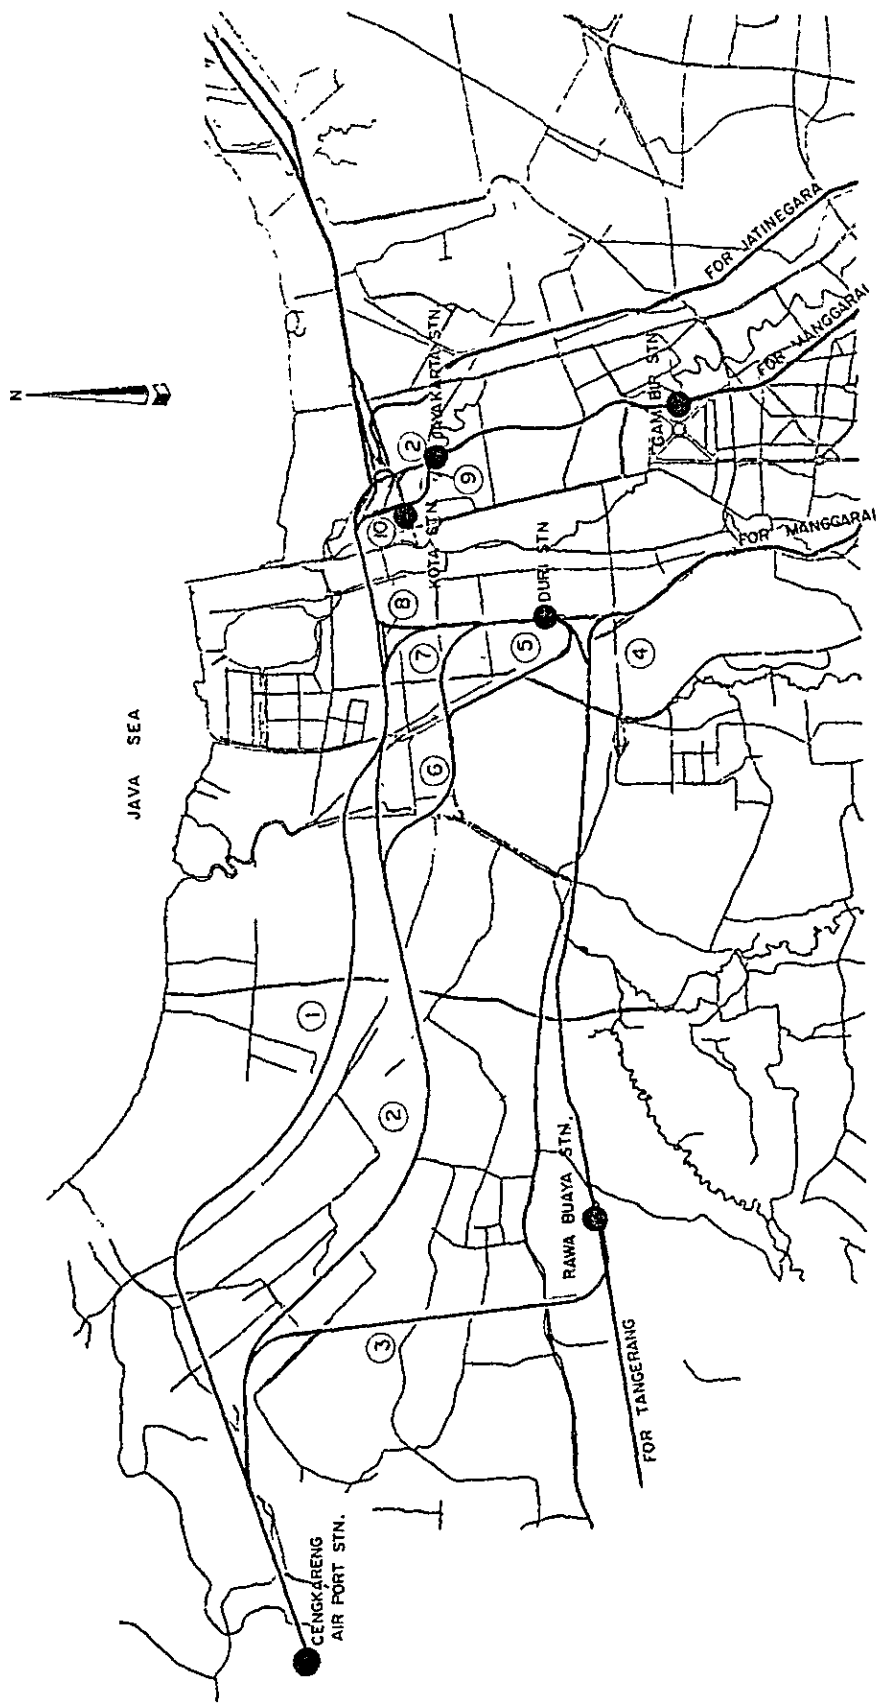 N
JAVA SEA
CENGKARENG
AIR PORT STN.
FOR TANGERANG
RAWA BUAYA STN.
DURI STN
KOTA STN
JAYAKARTA STN
GAMBIR STN
FOR JATINEGARA
FOR MANGGARAI
FOR MANGGARAI
1
2
3
4
5
6
7
8
9
10
2